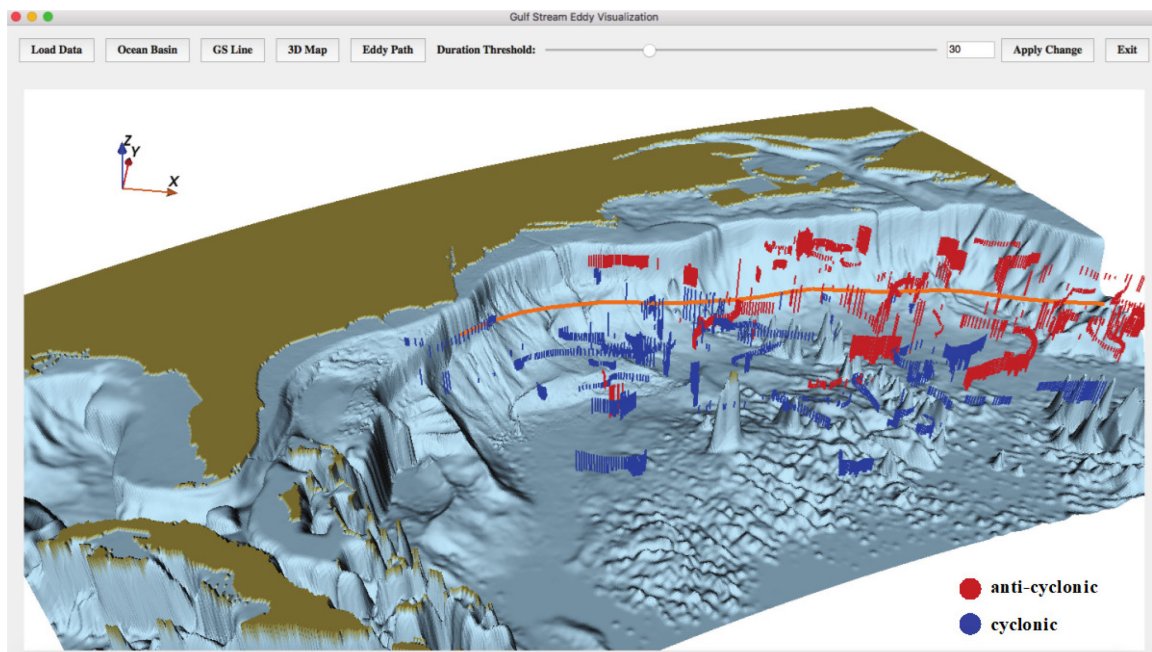 Gulf Stream Eddy Visualization
Load Data Ocean Basin GS Line 3D Map Eddy Path Duration Threshold: 30 Apply Change Exit
Z
Y
X
anti-cyclonic
cyclonic